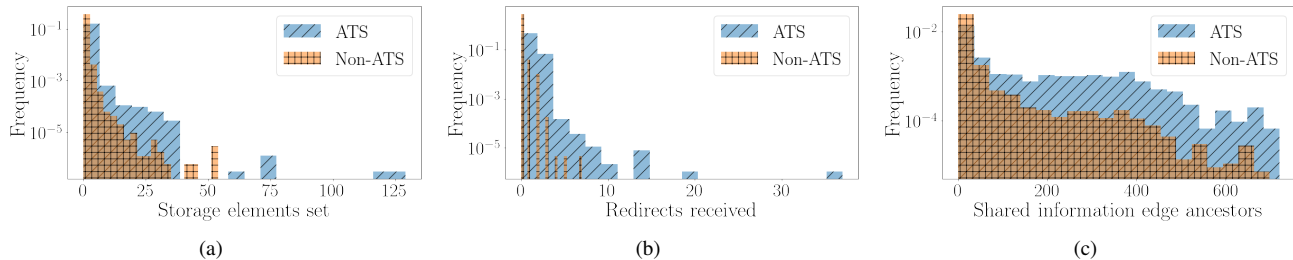 Frequency
10⁻¹
10⁻³
10⁻⁵
ATS
Non-ATS
0 25 50 75 100 125
Storage elements set
(a)
Frequency
10⁻¹
10⁻³
10⁻⁵
ATS
Non-ATS
0 10 20 30
Redirects received
(b)
Frequency
10⁻²
10⁻⁴
ATS
Non-ATS
0 200 400 600
Shared information edge ancestors
(c)